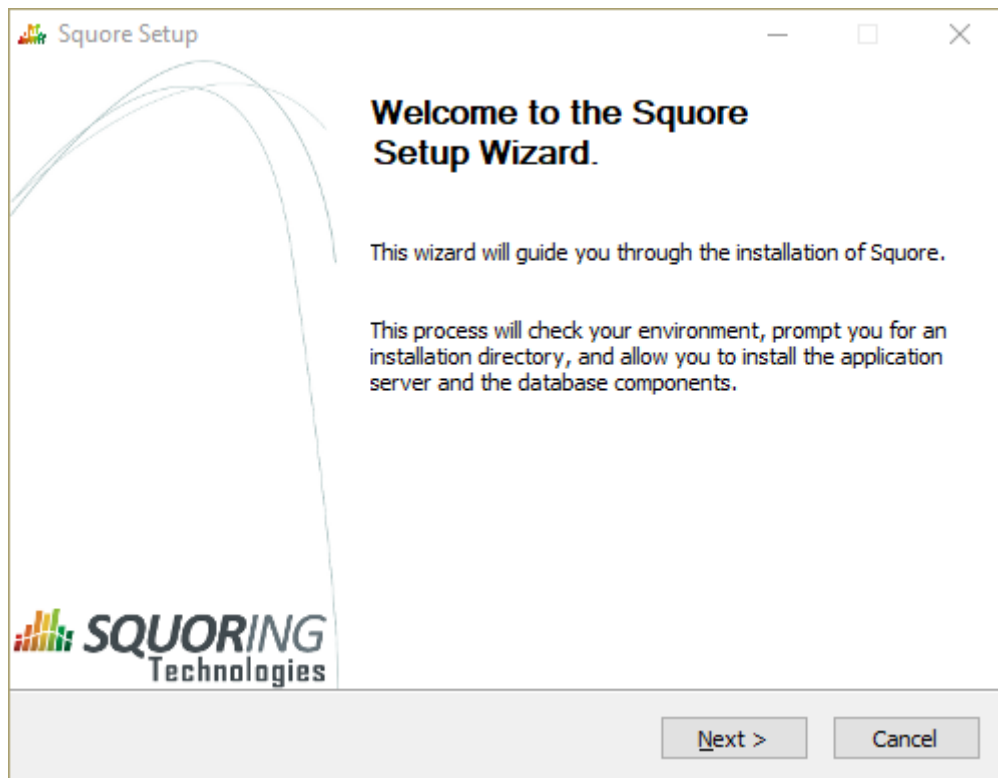 Squore Setup
Welcome to the Squore
Setup Wizard.
This wizard will guide you through the installation of Squore.
This process will check your environment, prompt you for an
installation directory, and allow you to install the application
server and the database components.
SQUORING
Technologies
Next >
Cancel